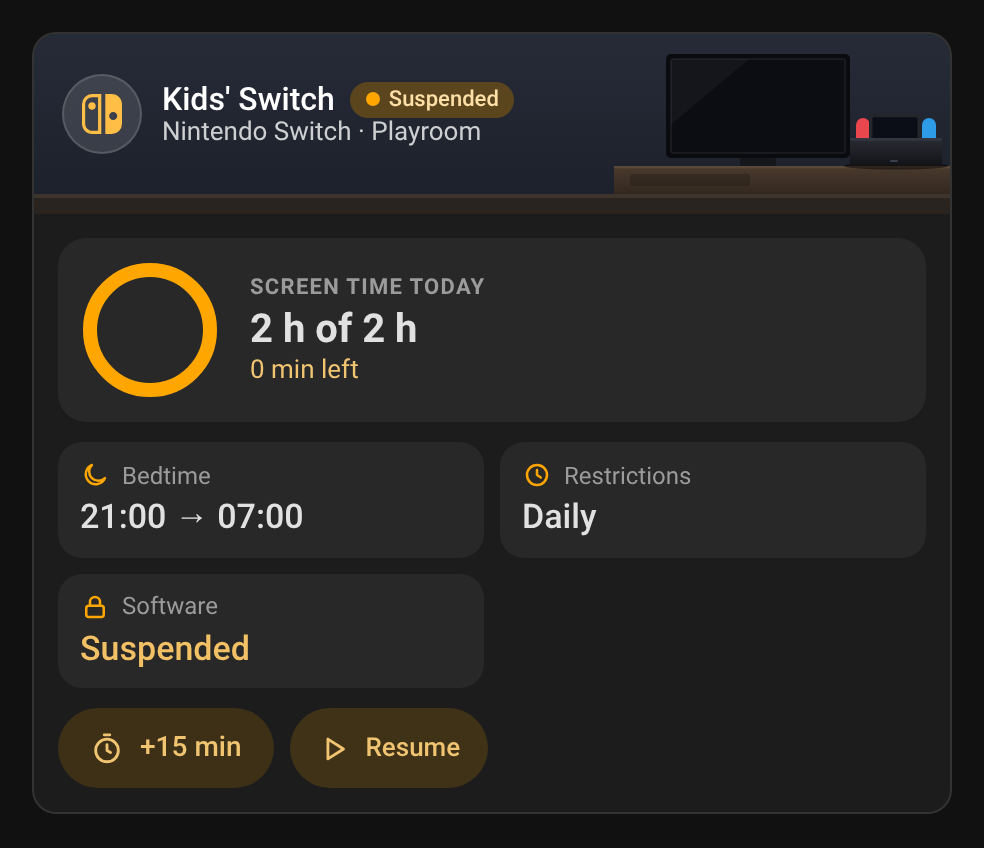 Kids' Switch
Suspended
Nintendo Switch · Playroom
SCREEN TIME TODAY
2 h of 2 h
0 min left
Bedtime
21:00 → 07:00
Restrictions
Daily
Software
Suspended
+15 min
Resume